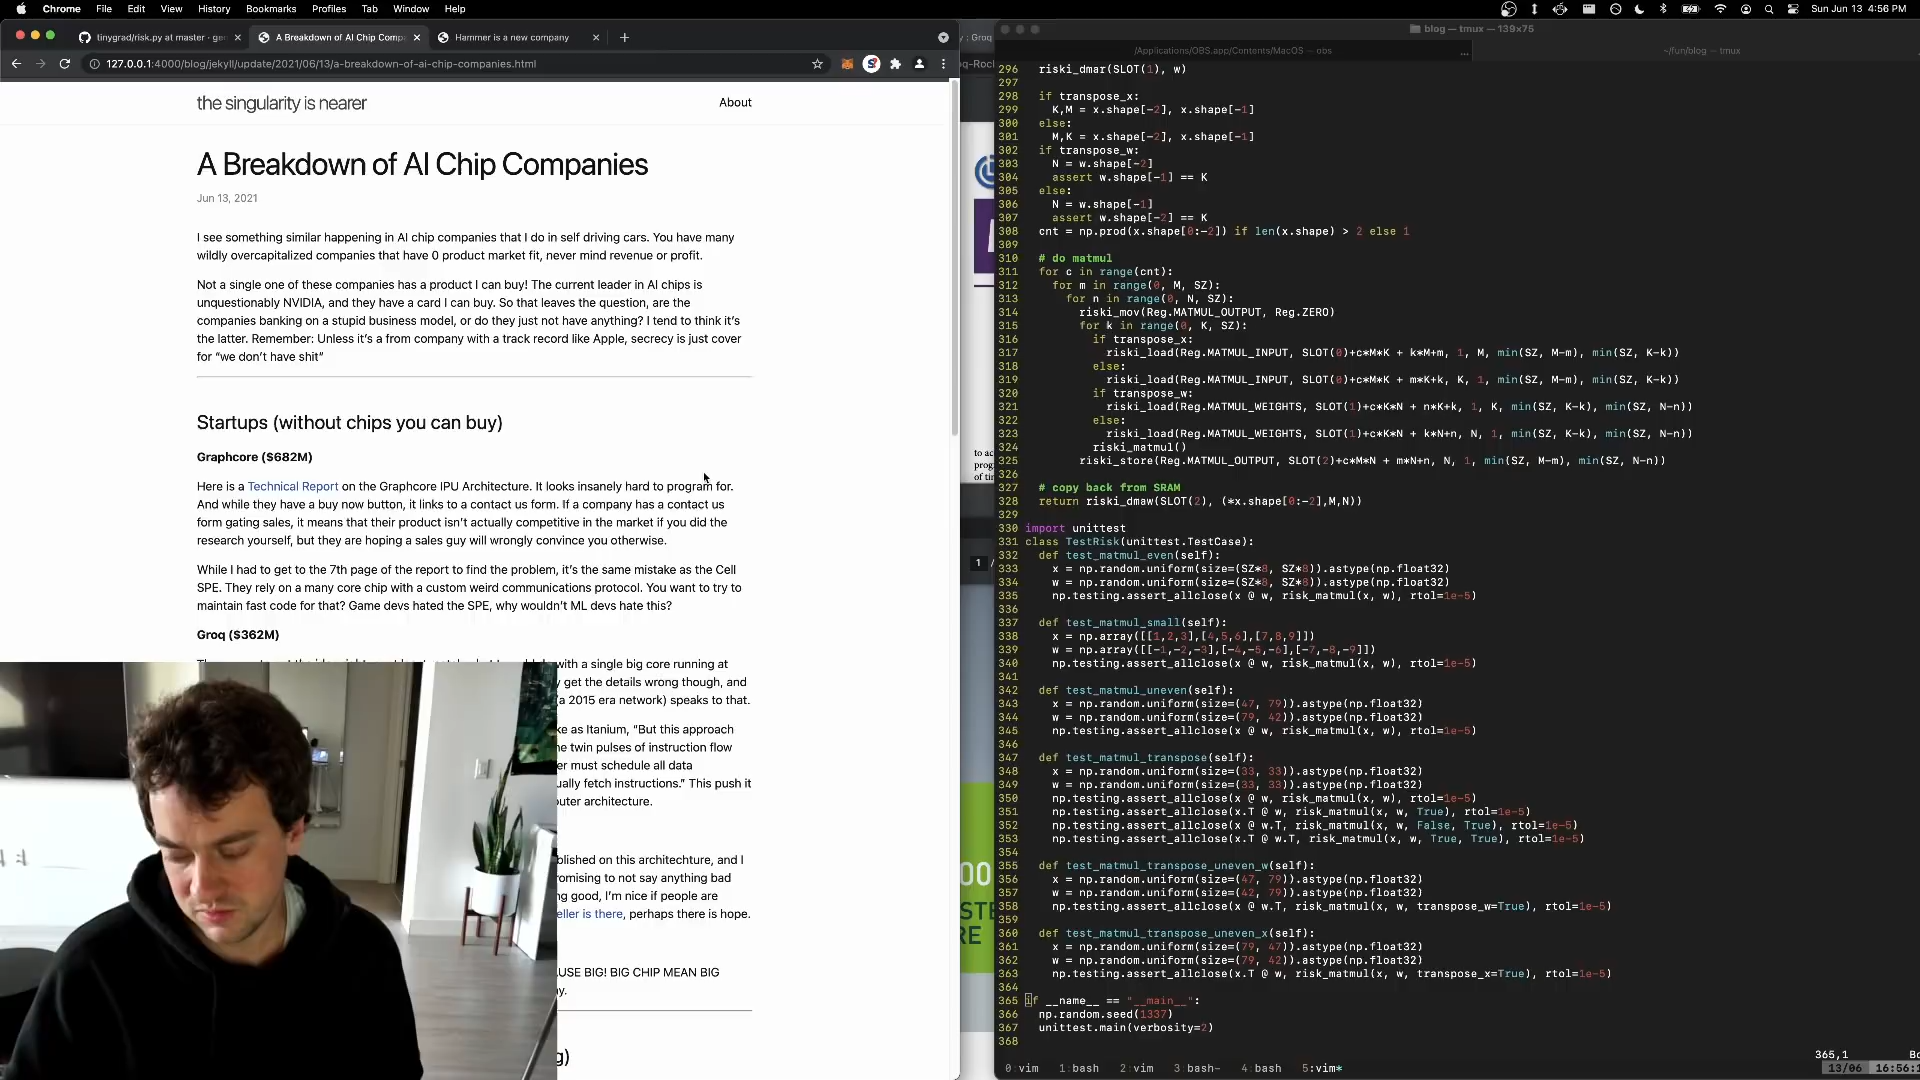 Chrome File Edit View History Bookmarks Profiles Tab Window Help
Sun Jun 13 4:56 PM
tinygrad/risk.py at master · geo
A Breakdown of AI Chip Comp
Hammer is a new company
127.0.0.1:4000/blog/jekyll/update/2021/06/13/a-breakdown-of-ai-chip-companies.html
the singularity is nearer
About
A Breakdown of AI Chip Companies
Jun 13, 2021
I see something similar happening in AI chip companies that I do in self driving cars. You have many
wildly overcapitalized companies that have 0 product market fit, never mind revenue or profit.
Not a single one of these companies has a product I can buy! The current leader in AI chips is
unquestionably NVIDIA, and they have a card I can buy. So that leaves the question, are the
companies banking on a stupid business model, or do they just not have anything? I tend to think it's
the latter. Remember: Unless it's a from company with a track record like Apple, secrecy is just cover
for “we don't have shit”
Startups (without chips you can buy)
Graphcore ($682M)
Here is a Technical Report on the Graphcore IPU Architecture. It looks insanely hard to program for.
And while they have a buy now button, it links to a contact us form. If a company has a contact us
form gating sales, it means that their product isn't actually competitive in the market if you did the
research yourself, but they are hoping a sales guy will wrongly convince you otherwise.
While I had to get to the 7th page of the report to find the problem, it's the same mistake as the Cell
SPE. They rely on a many core chip with a custom weird communications protocol. You want to try to
maintain fast code for that? Game devs hated the SPE, why wouldn't ML devs hate this?
Groq ($362M)
with a single big core running at
get the details wrong though, and
(a 2015 era network) speaks to that.
ke as Itanium, “But this approach
ne twin pulses of instruction flow
er must schedule all data
ually fetch instructions.” This push it
outer architecture.
blished on this architechture, and I
omising to not say anything bad
ng good, I'm nice if people are
eller is there, perhaps there is hope.
USE BIG! BIG CHIP MEAN BIG
y.
g)
: Groq
q-Rock
to ac
prog
of tin
1 /
00
STE
RE
blog — tmux — 139×75
/Applications/OBS.app/Contents/MacOS — obs
...
~/fun/blog — tmux
296 riski_dmar(SLOT(1), w)
297
298 if transpose_x:
299 K,M = x.shape[-2], x.shape[-1]
300 else:
301 M,K = x.shape[-2], x.shape[-1]
302 if transpose_w:
303 N = w.shape[-2]
304 assert w.shape[-1] == K
305 else:
306 N = w.shape[-1]
307 assert w.shape[-2] == K
308 cnt = np.prod(x.shape[0:-2]) if len(x.shape) > 2 else 1
309
310 # do matmul
311 for c in range(cnt):
312 for m in range(0, M, SZ):
313 for n in range(0, N, SZ):
314 riski_mov(Reg.MATMUL_OUTPUT, Reg.ZERO)
315 for k in range(0, K, SZ):
316 if transpose_x:
317 riski_load(Reg.MATMUL_INPUT, SLOT(0)+c*M*K + k*M+m, 1, M, min(SZ, M-m), min(SZ, K-k))
318 else:
319 riski_load(Reg.MATMUL_INPUT, SLOT(0)+c*M*K + m*K+k, K, 1, min(SZ, M-m), min(SZ, K-k))
320 if transpose_w:
321 riski_load(Reg.MATMUL_WEIGHTS, SLOT(1)+c*K*N + n*K+k, 1, K, min(SZ, K-k), min(SZ, N-n))
322 else:
323 riski_load(Reg.MATMUL_WEIGHTS, SLOT(1)+c*K*N + k*N+n, N, 1, min(SZ, K-k), min(SZ, N-n))
324 riski_matmul()
325 riski_store(Reg.MATMUL_OUTPUT, SLOT(2)+c*M*N + m*N+n, N, 1, min(SZ, M-m), min(SZ, N-n))
326
327 # copy back from SRAM
328 return riski_dmaw(SLOT(2), (*x.shape[0:-2],M,N))
329
330 import unittest
331 class TestRisk(unittest.TestCase):
332 def test_matmul_even(self):
333 x = np.random.uniform(size=(SZ*8, SZ*8)).astype(np.float32)
334 w = np.random.uniform(size=(SZ*8, SZ*8)).astype(np.float32)
335 np.testing.assert_allclose(x @ w, risk_matmul(x, w), rtol=1e-5)
336
337 def test_matmul_small(self):
338 x = np.array([[1,2,3],[4,5,6],[7,8,9]])
339 w = np.array([[-1,-2,-3],[-4,-5,-6],[-7,-8,-9]])
340 np.testing.assert_allclose(x @ w, risk_matmul(x, w), rtol=1e-5)
341
342 def test_matmul_uneven(self):
343 x = np.random.uniform(size=(47, 79)).astype(np.float32)
344 w = np.random.uniform(size=(79, 42)).astype(np.float32)
345 np.testing.assert_allclose(x @ w, risk_matmul(x, w), rtol=1e-5)
346
347 def test_matmul_transpose(self):
348 x = np.random.uniform(size=(33, 33)).astype(np.float32)
349 w = np.random.uniform(size=(33, 33)).astype(np.float32)
350 np.testing.assert_allclose(x @ w, risk_matmul(x, w), rtol=1e-5)
351 np.testing.assert_allclose(x.T @ w, risk_matmul(x, w, True), rtol=1e-5)
352 np.testing.assert_allclose(x @ w.T, risk_matmul(x, w, False, True), rtol=1e-5)
353 np.testing.assert_allclose(x.T @ w.T, risk_matmul(x, w, True, True), rtol=1e-5)
354
355 def test_matmul_transpose_uneven_w(self):
356 x = np.random.uniform(size=(47, 79)).astype(np.float32)
357 w = np.random.uniform(size=(42, 79)).astype(np.float32)
358 np.testing.assert_allclose(x @ w.T, risk_matmul(x, w, transpose_w=True), rtol=1e-5)
359
360 def test_matmul_transpose_uneven_x(self):
361 x = np.random.uniform(size=(79, 47)).astype(np.float32)
362 w = np.random.uniform(size=(79, 42)).astype(np.float32)
363 np.testing.assert_allclose(x.T @ w, risk_matmul(x, w, transpose_x=True), rtol=1e-5)
364
365 if __name__ == "__main__":
366 np.random.seed(1337)
367 unittest.main(verbosity=2)
368
365,1 Bo
0:vim 1:bash 2:vim 3:bash- 4:bash 5:vim*
13/06 16:56: